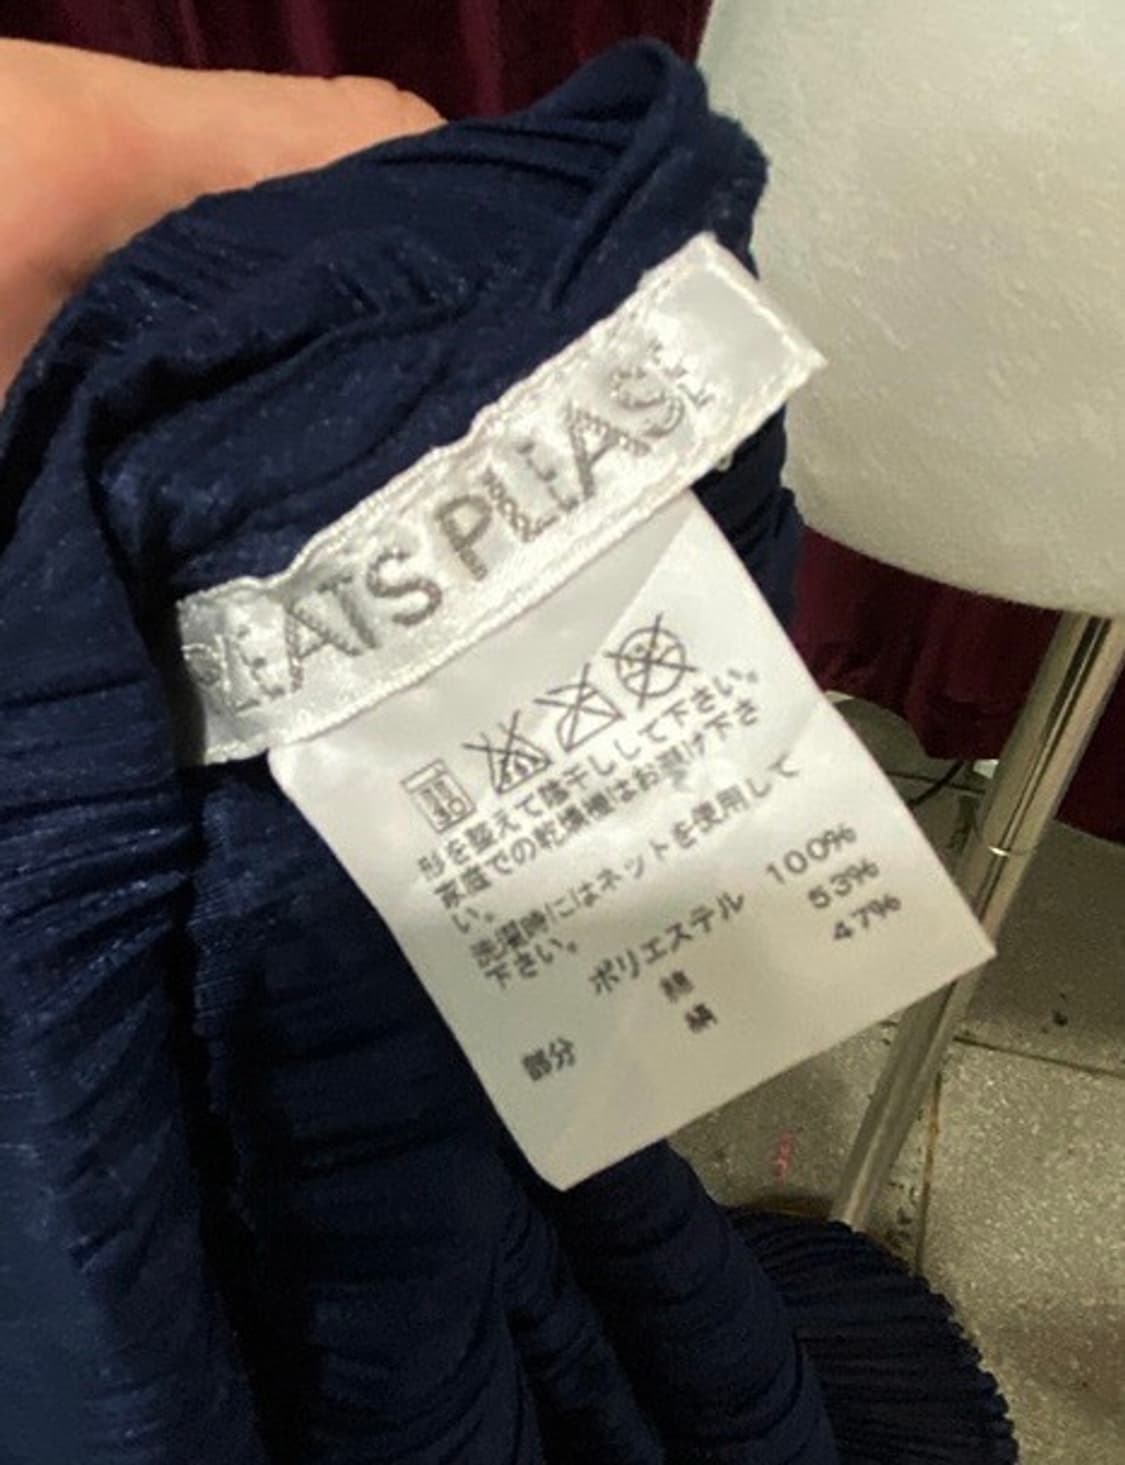 PLEATS PLEASE
形を整えて陰干しして下さい。
家庭での乾燥機はお避け下さ
い。
洗濯時にはネットを使用して
下さい。
ポリエステル 100%
綿 53%
部分 絹 47%